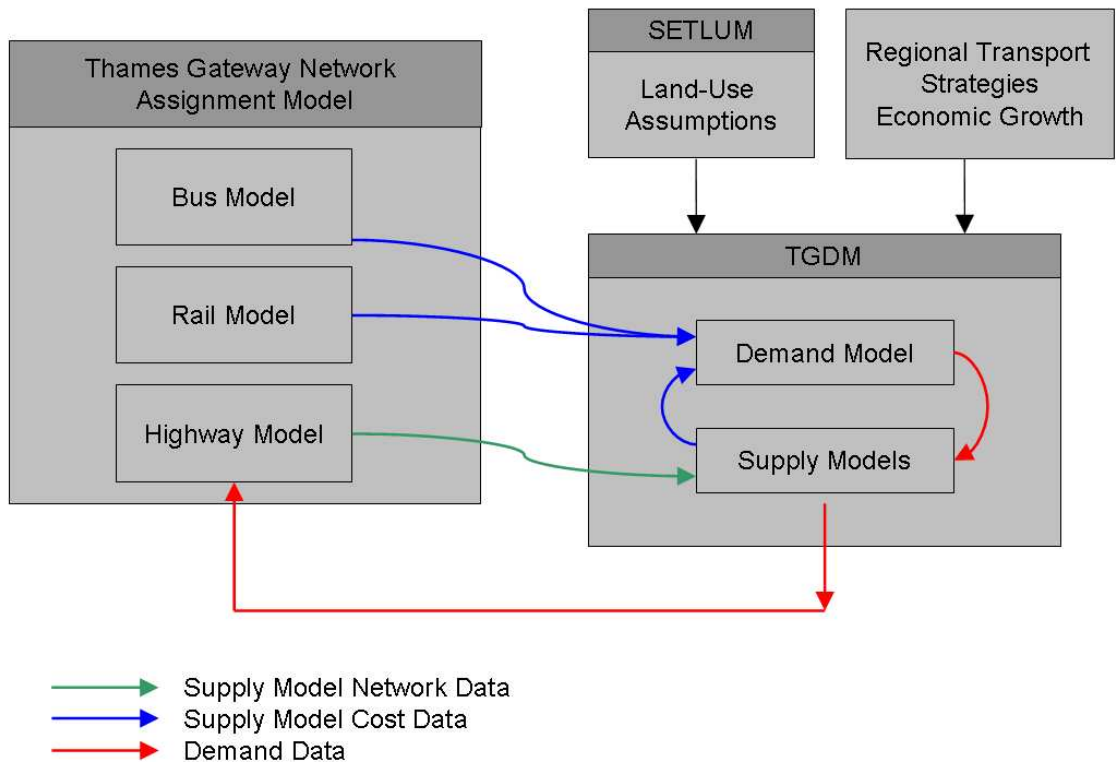 Thames Gateway Network
Assignment Model
Bus Model
Rail Model
Highway Model
SETLUM
Land-Use
Assumptions
Regional Transport
Strategies
Economic Growth
TGDM
Demand Model
Supply Models
Supply Model Network Data
Supply Model Cost Data
Demand Data